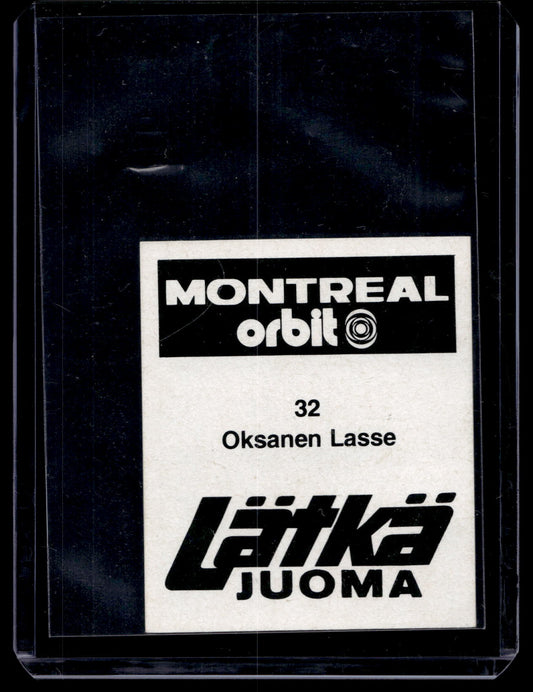 MONTREAL
orbit
32
Oksanen Lasse
Lätkä
JUOMA